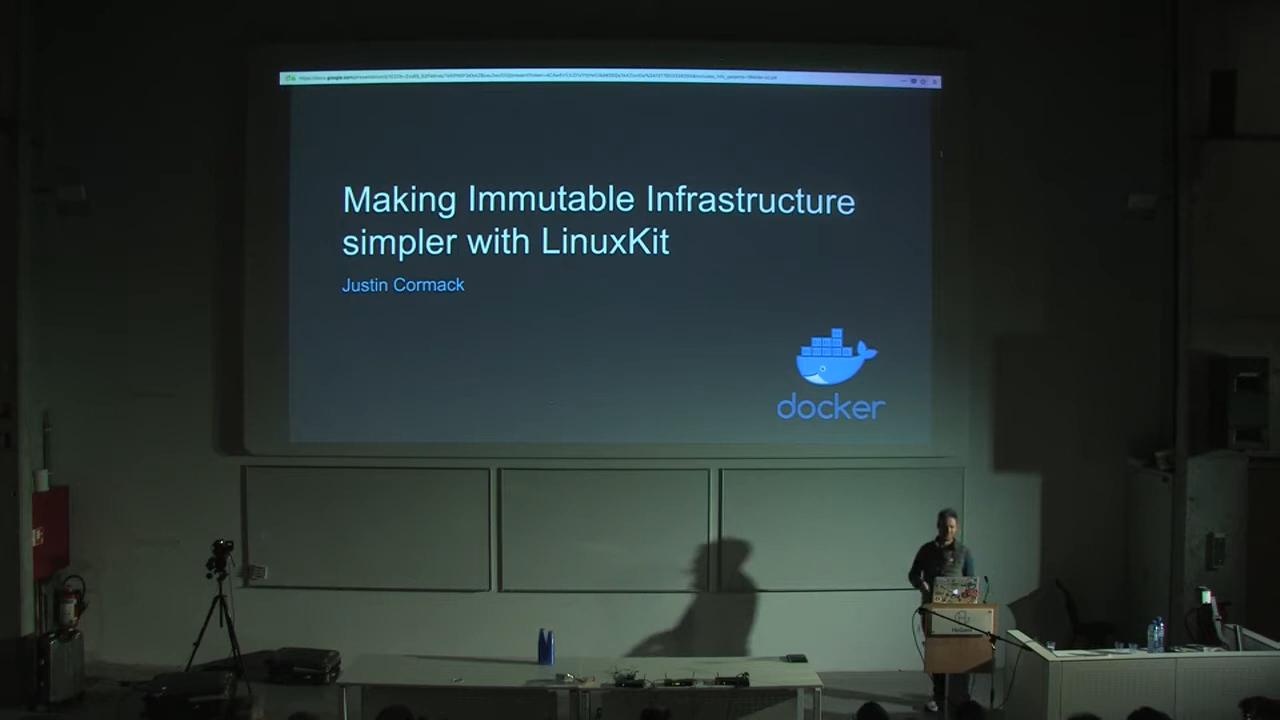 Making Immutable Infrastructure
simpler with LinuxKit
Justin Cormack
docker